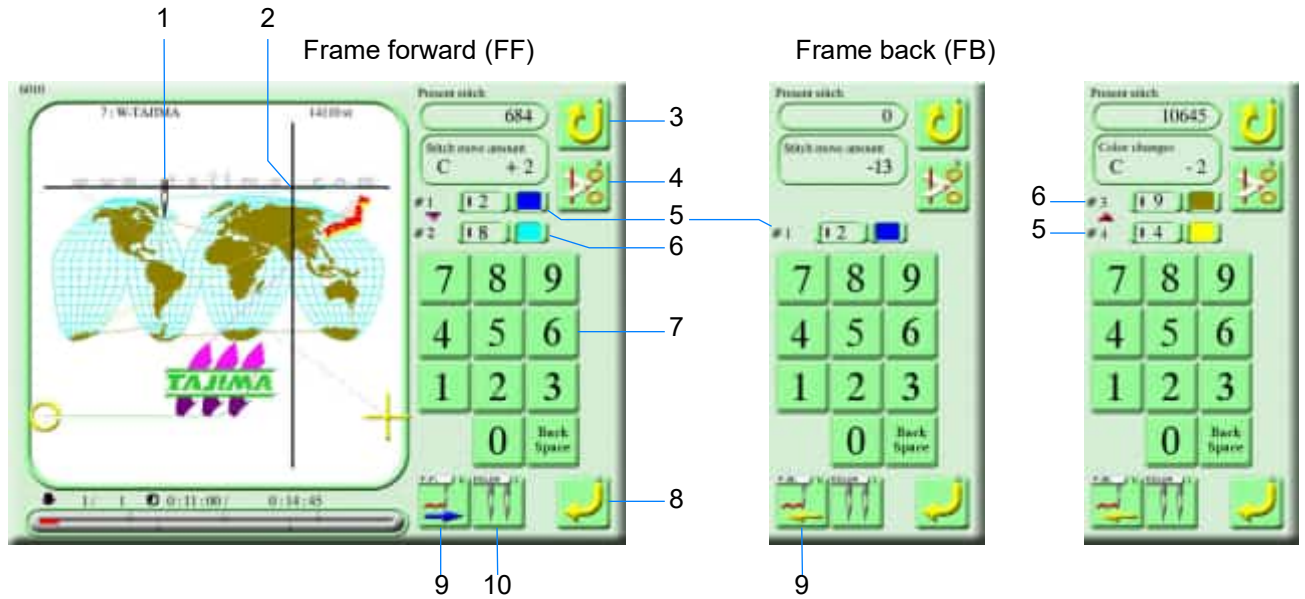 1
2
Frame forward (FF)
Frame back (FB)
6010
7 : W-TAJIMA
14110 st
www.tajima.com
TAJIMA
1 / 1
0 : 11 : 00 /
0 : 14 : 45
Present stitch
684
Stitch move amount
C + 2
# 1
2
# 2
8
7 8 9
4 5 6
1 2 3
0 Back Space
3
4
5
6
7
8
9
10
Present stitch
0
Stitch move amount
-13
# 1
2
7 8 9
4 5 6
1 2 3
0 Back Space
9
Present stitch
10645
Color changes
C - 2
6
# 3
9
5
# 4
4
7 8 9
4 5 6
1 2 3
0 Back Space